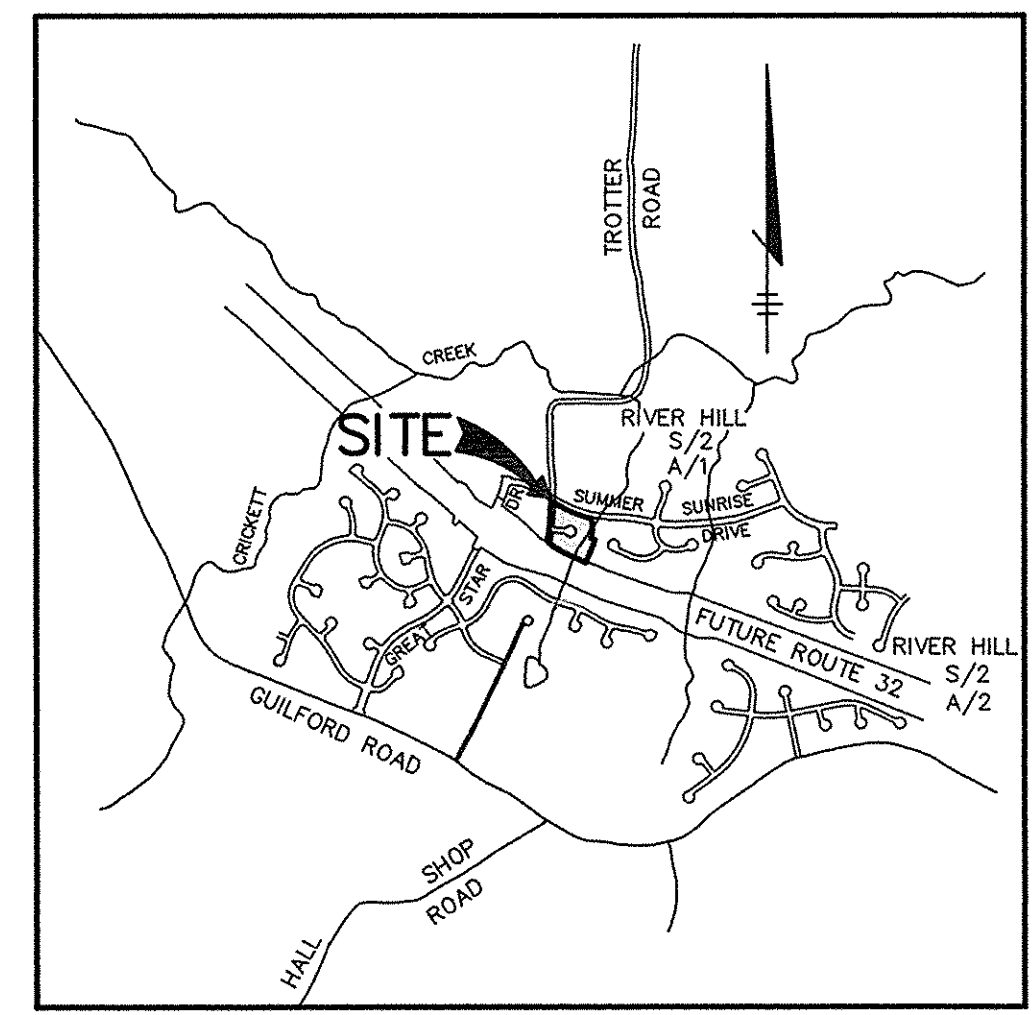 TROTTER
ROAD
CREEK
SITE
RIVER HILL
S/2
A/1
DR.
SUMMER SUNRISE
DRIVE
CRICKETT
GREAT STAR
FUTURE ROUTE 32
RIVER HILL
S/2
A/2
GUILFORD ROAD
SHOP
ROAD
HALL